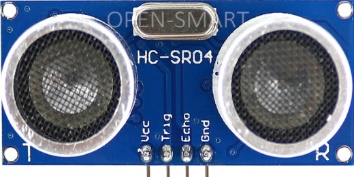 OPEN-SMART
HC-SR04
Vcc
Trig
Echo
Gnd
T
R